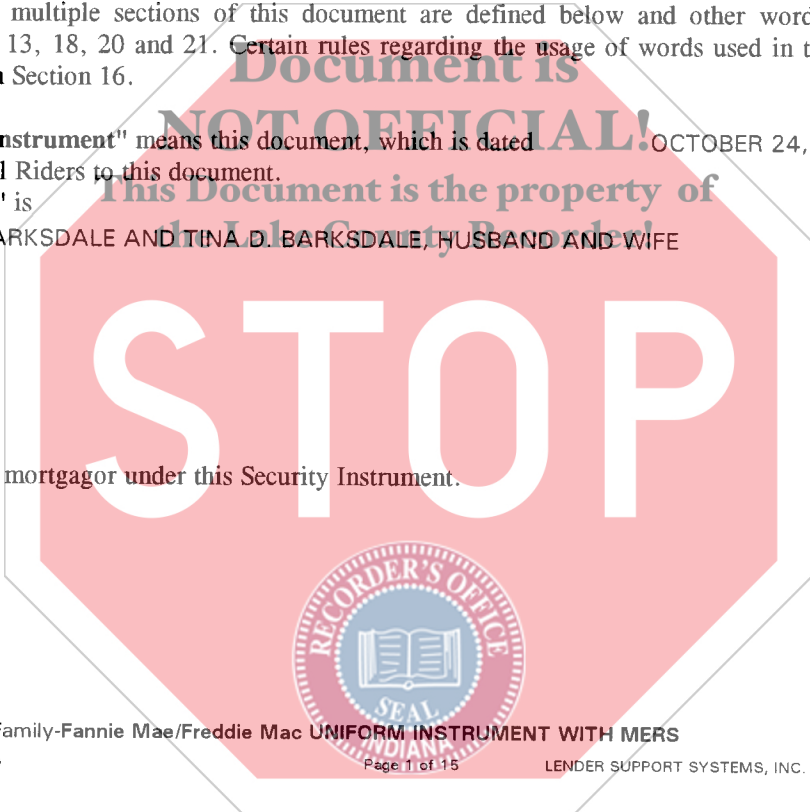 multiple sections of this document are defined below and other word
13, 18, 20 and 21. Certain rules regarding the usage of words used in t
Section 16.
Document is
NOT OFFICIAL!
nstrument" means this document, which is dated OCTOBER 24,
l Riders to this document.
This Document is the property of
' is
the Lake County Recorder!
ARKSDALE AND TINA D. BARKSDALE, HUSBAND AND WIFE
STOP
mortgagor under this Security Instrument.
RECORDER'S OFFICE
SEAL
INDIANA
Family-Fannie Mae/Freddie Mac UNIFORM INSTRUMENT WITH MERS
Page 1 of 15 LENDER SUPPORT SYSTEMS, INC.